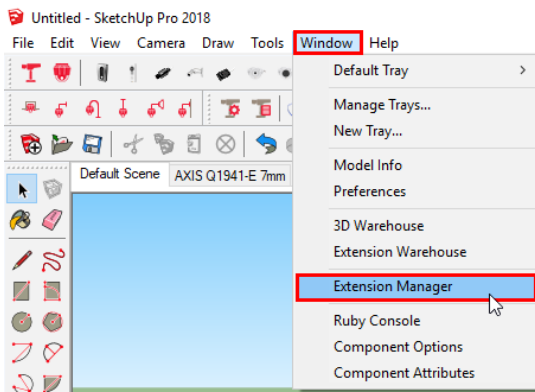 Untitled - SketchUp Pro 2018
File Edit View Camera Draw Tools Window Help
Default Tray
Manage Trays...
New Tray...
Model Info
Preferences
3D Warehouse
Extension Warehouse
Extension Manager
Ruby Console
Component Options
Component Attributes
Default Scene AXIS Q1941-E 7mm